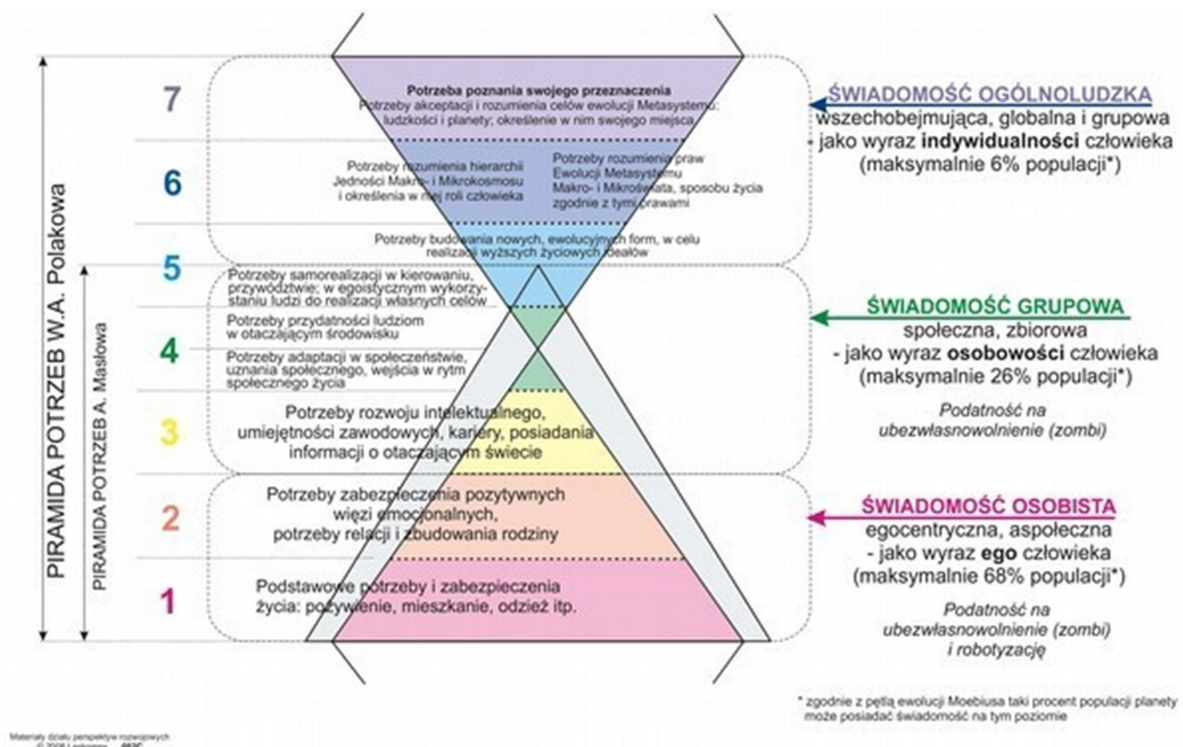 PIRAMIDA POTRZEB W.A. Polakowa
PIRAMIDA POTRZEB A. Masłowa
7
Potrzeba poznania swojego przeznaczenia
Potrzeby akceptacji i rozumienia celów ewolucji Metasystemu:
ludzkości i planety; określenie w nim swojego miejsca
6
Potrzeby rozumienia hierarchii
Jedności Makro- i Mikrokosmosu
i określenia w niej roli człowieka
Potrzeby rozumienia praw
Ewolucji Metasystemu
Makro- i Mikroświata, sposobu życia
zgodnie z tymi prawami
5
Potrzeby budowania nowych, ewolucyjnych form, w celu
realizacji wyższych życiowych ideałów
Potrzeby samorealizacji w kierowaniu,
przywództwie; w egoistycznym wykorzy-
staniu ludzi do realizacji własnych celów
4
Potrzeby przydatności ludziom
w otaczającym środowisku
Potrzeby adaptacji w społeczeństwie,
uznania społecznego, wejścia w rytm
społecznego życia
3
Potrzeby rozwoju intelektualnego,
umiejętności zawodowych, kariery, posiadania
informacji o otaczającym świecie
2
Potrzeby zabezpieczenia pozytywnych
więzi emocjonalnych,
potrzeby relacji i zbudowania rodziny
1
Podstawowe potrzeby i zabezpieczenia
życia: pożywienie, mieszkanie, odzież itp.
ŚWIADOMOŚĆ OGÓLNOLUDZKA
wszechobejmująca, globalna i grupowa
- jako wyraz indywidualności człowieka
(maksymalnie 6% populacji*)
ŚWIADOMOŚĆ GRUPOWA
społeczna, zbiorowa
- jako wyraz osobowości człowieka
(maksymalnie 26% populacji*)
Podatność na
ubezwłasnowolnienie (zombi)
ŚWIADOMOŚĆ OSOBISTA
egocentryczna, aspołeczna
- jako wyraz ego człowieka
(maksymalnie 68% populacji*)
Podatność na
ubezwłasnowolnienie (zombi)
i robotyzację
* zgodnie z pętlą ewolucji Moebiusa taki procent populacji planety
może posiadać świadomość na tym poziomie
Materiały działu perspektyw rozwojowych